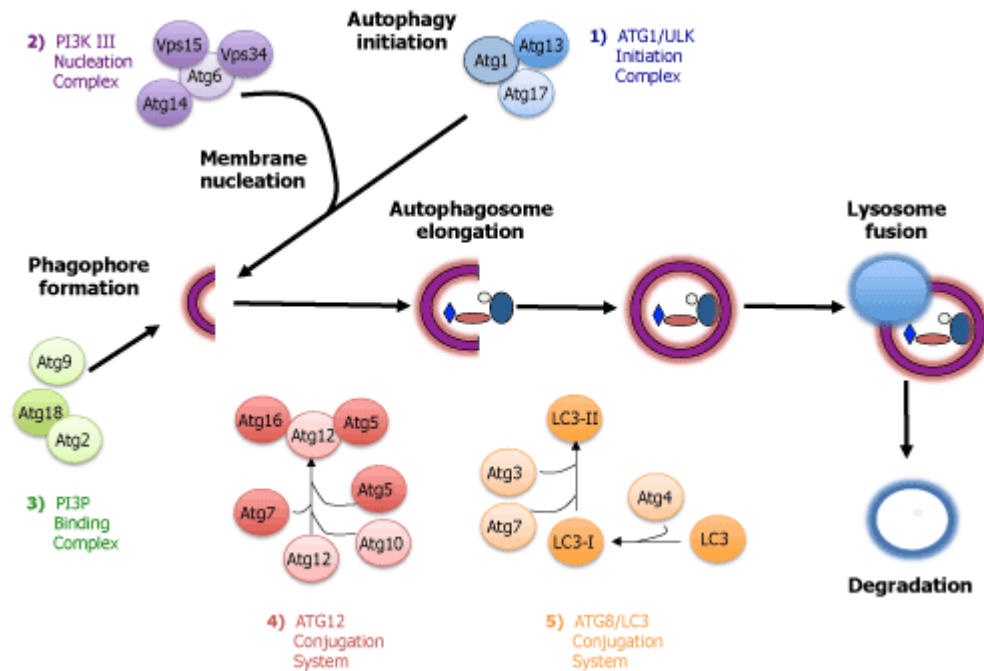 2) PI3K III
Nucleation
Complex
Vps15
Vps34
Atg6
Atg14
Autophagy
initiation
Atg1
Atg13
Atg17
1) ATG1/ULK
Initiation
Complex
Membrane
nucleation
Phagophore
formation
Autophagosome
elongation
Lysosome
fusion
Atg9
Atg18
Atg2
3) PI3P
Binding
Complex
Atg16
Atg12
Atg5
Atg7
Atg5
Atg12
Atg10
4) ATG12
Conjugation
System
LC3-II
Atg3
Atg7
LC3-I
Atg4
LC3
5) ATG8/LC3
Conjugation
System
Degradation